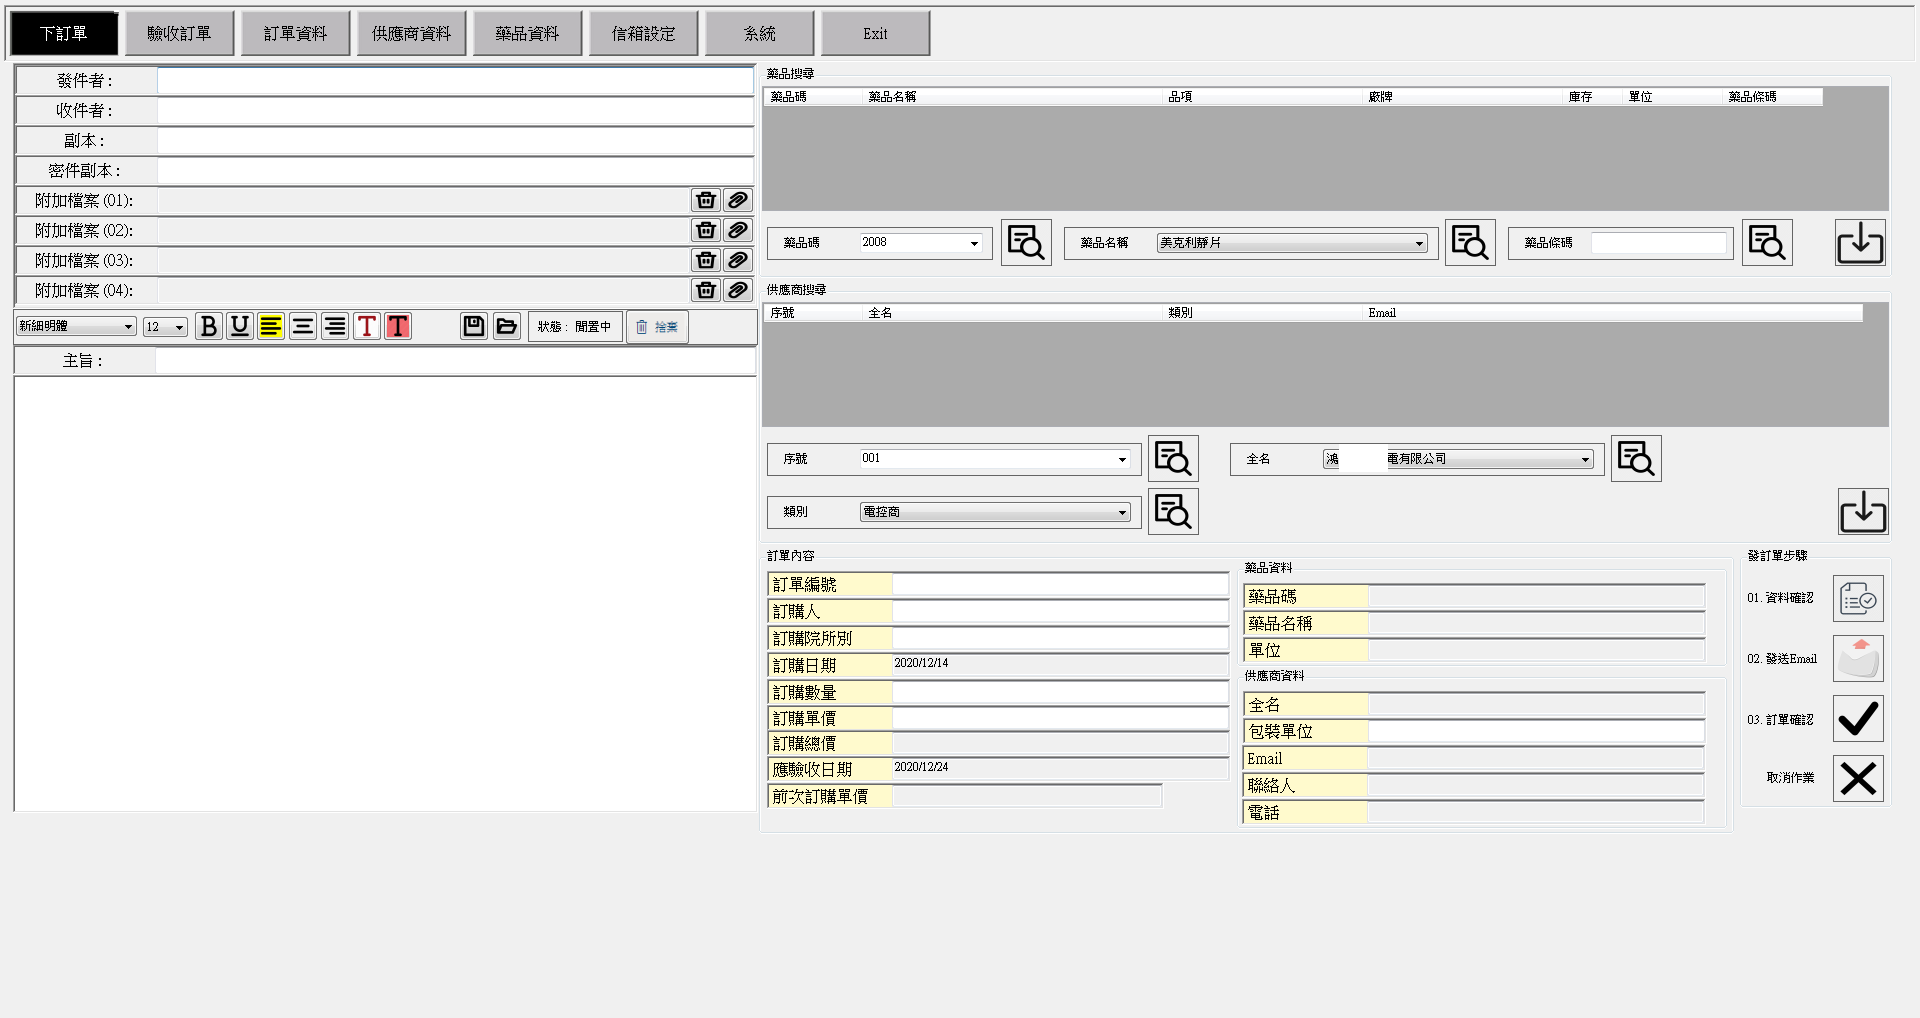 下訂單
驗收訂單
訂單資料
供應商資料
藥品資料
信箱設定
系統
Exit
發件者 :
收件者 :
副本 :
密件副本 :
附加檔案 (01):
附加檔案 (02):
附加檔案 (03):
附加檔案 (04):
新細明體 12 B U T T 狀態 : 閒置中 捨棄
主旨 :
藥品搜尋
藥品碼 藥品名稱 品項 廠牌 庫存 單位 藥品條碼
藥品碼 2008 藥品名稱 美克利靜片 藥品條碼
供應商搜尋
序號 全名 類別 Email
序號 001 全名 鴻 電有限公司
類別 電控商
訂單內容
訂單編號
訂購人
訂購院所別
訂購日期 2020/12/14
訂購數量
訂購單價
訂購總價
應驗收日期 2020/12/24
前次訂購單價
藥品資料
藥品碼
藥品名稱
單位
供應商資料
全名
包裝單位
Email
聯絡人
電話
發訂單步驟
01. 資料確認
02. 發送Email
03. 訂單確認
取消作業